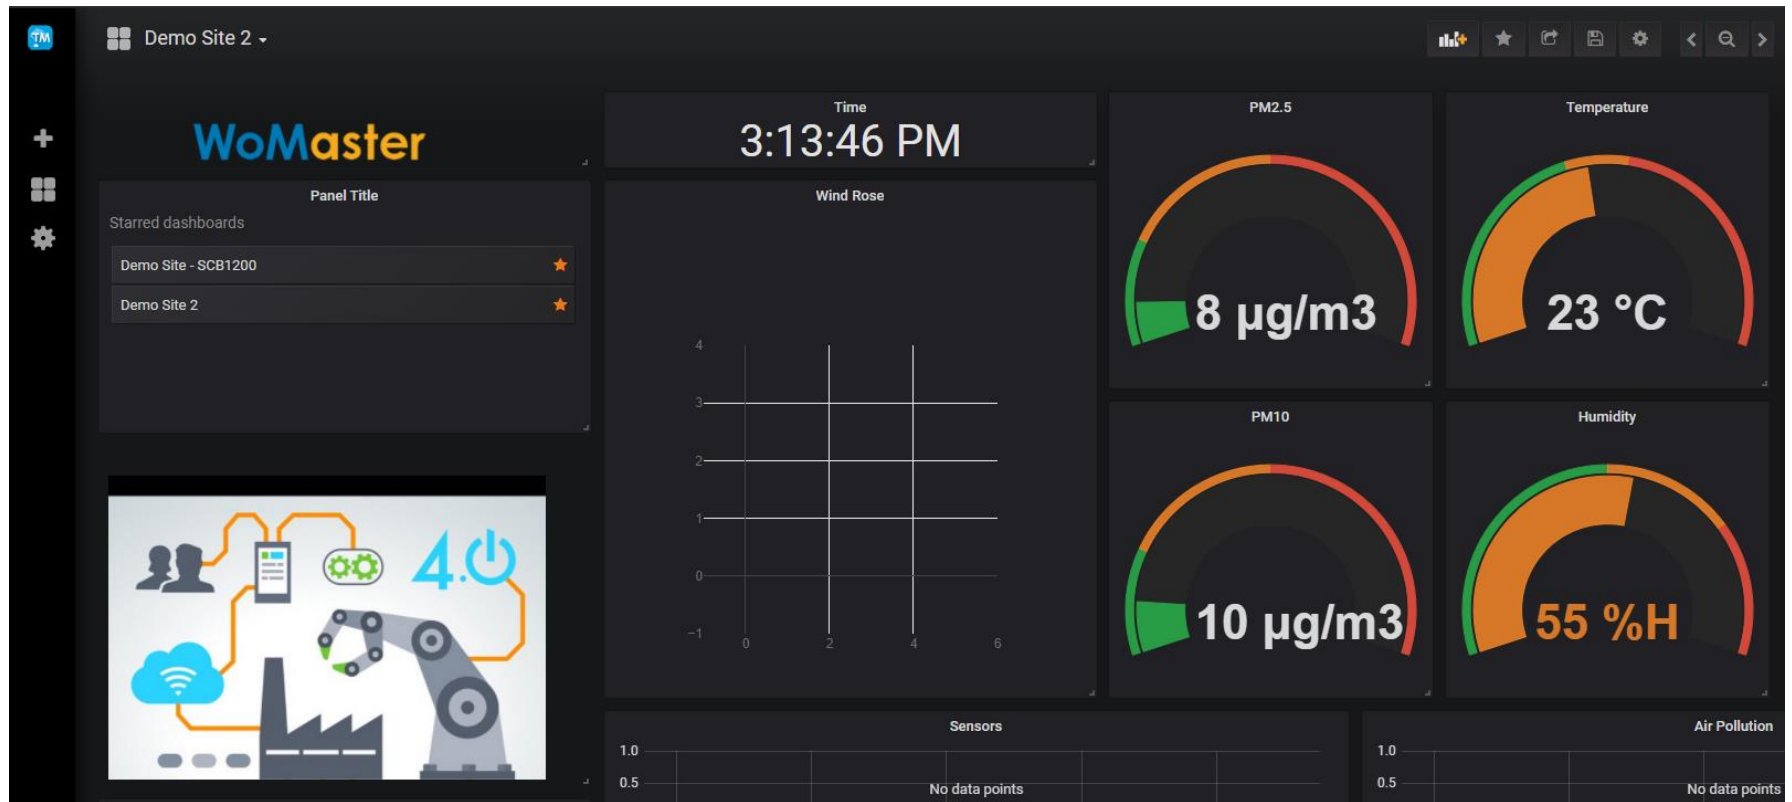 TM
Demo Site 2
WoMaster
Time
3:13:46 PM
Panel Title
Starred dashboards
Demo Site - SCB1200
Demo Site 2
4.0
Wind Rose
4
3
2
1
0
−1
0
2
4
6
PM2.5
8 µg/m3
Temperature
23 °C
PM10
10 µg/m3
Humidity
55 %H
Sensors
1.0
0.5
No data points
Air Pollution
1.0
0.5
No data points